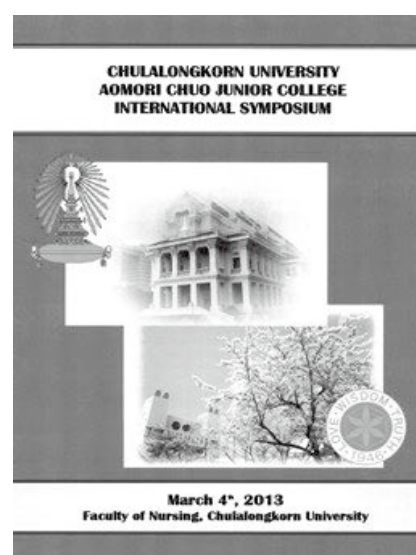 CHULALONGKORN UNIVERSITY
AOMORI CHUO JUNIOR COLLEGE
INTERNATIONAL SYMPOSIUM
LOVE·WISDOM·TRUTH
·1946·
March 4th, 2013
Faculty of Nursing, Chulalongkorn University